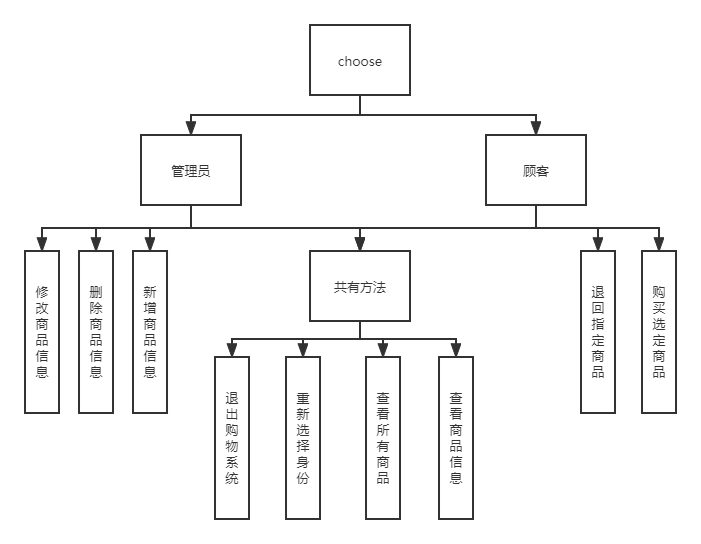 choose
管理员
顾客
修改商品信息
删除商品信息
新增商品信息
共有方法
退回指定商品
购买选定商品
退出购物系统
重新选择身份
查看所有商品
查看商品信息